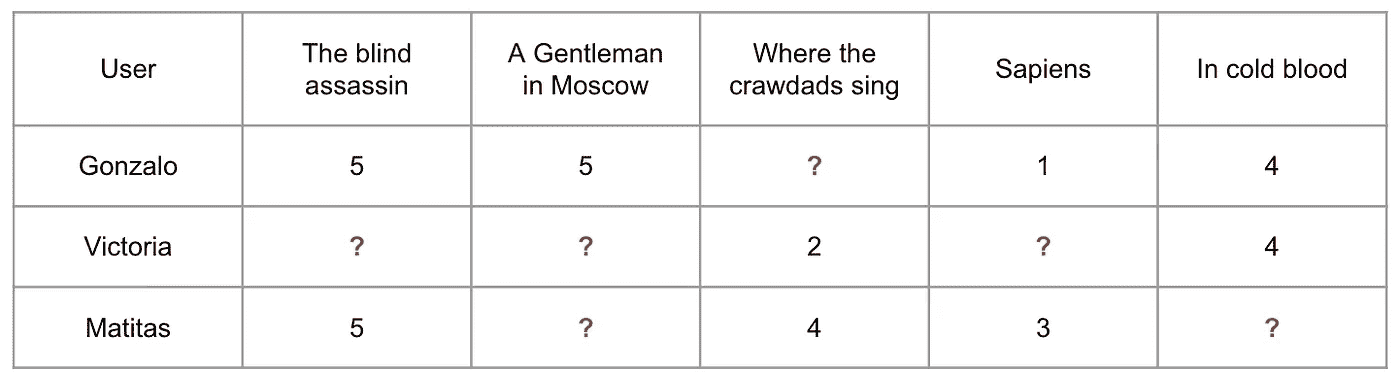 User
The blind
assassin
A Gentleman
in Moscow
Where the
crawdads sing
Sapiens
In cold blood
Gonzalo
5
5
?
1
4
Victoria
?
?
2
?
4
Matitas
5
?
4
3
?